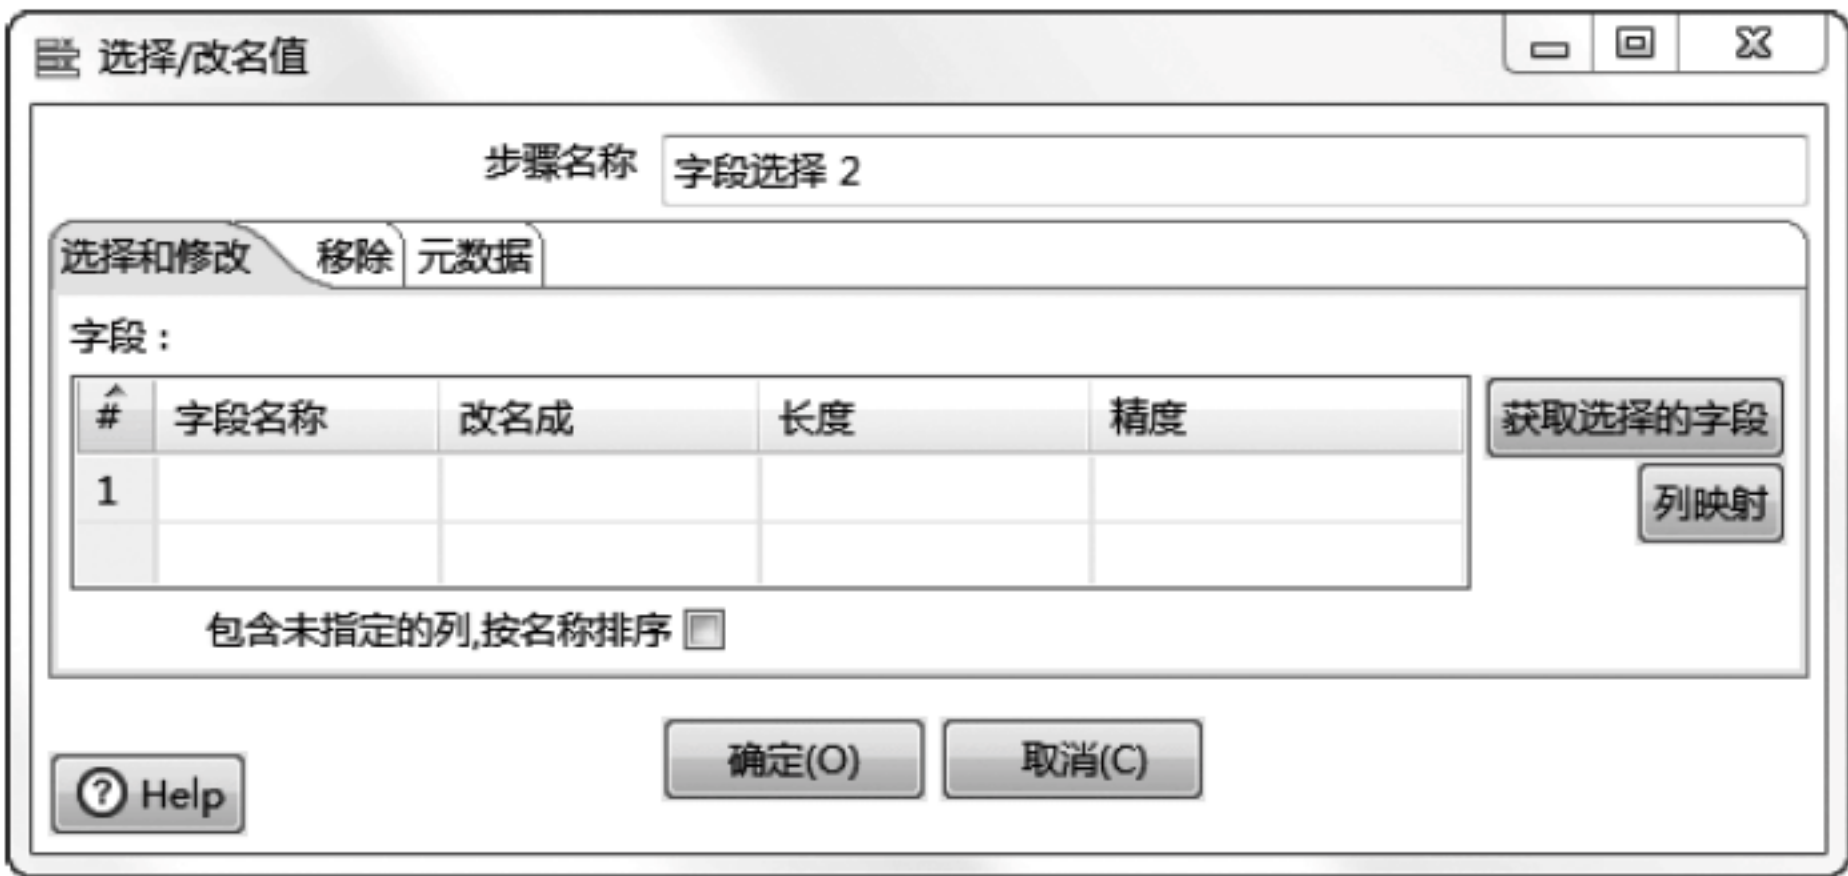 选择/改名值
步骤名称 字段选择 2
选择和修改 移除 元数据
字段：
# 字段名称 改名成 长度 精度 获取选择的字段
1 列映射
包含未指定的列,按名称排序
确定(O) 取消(C)
Help